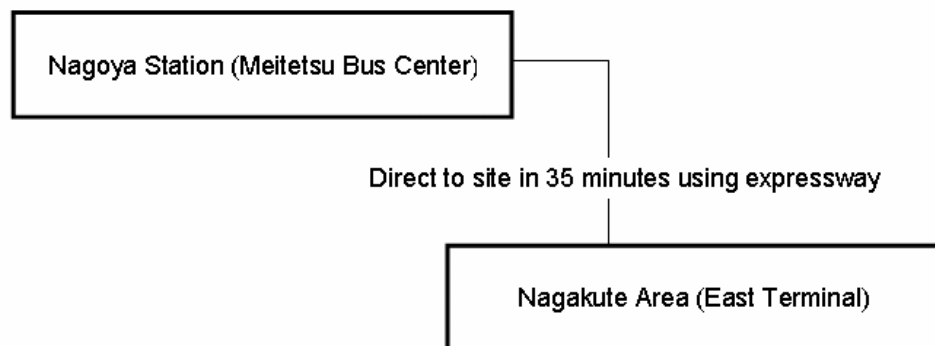 Nagoya Station (Meitetsu Bus Center)
Direct to site in 35 minutes using expressway
Nagakute Area (East Terminal)